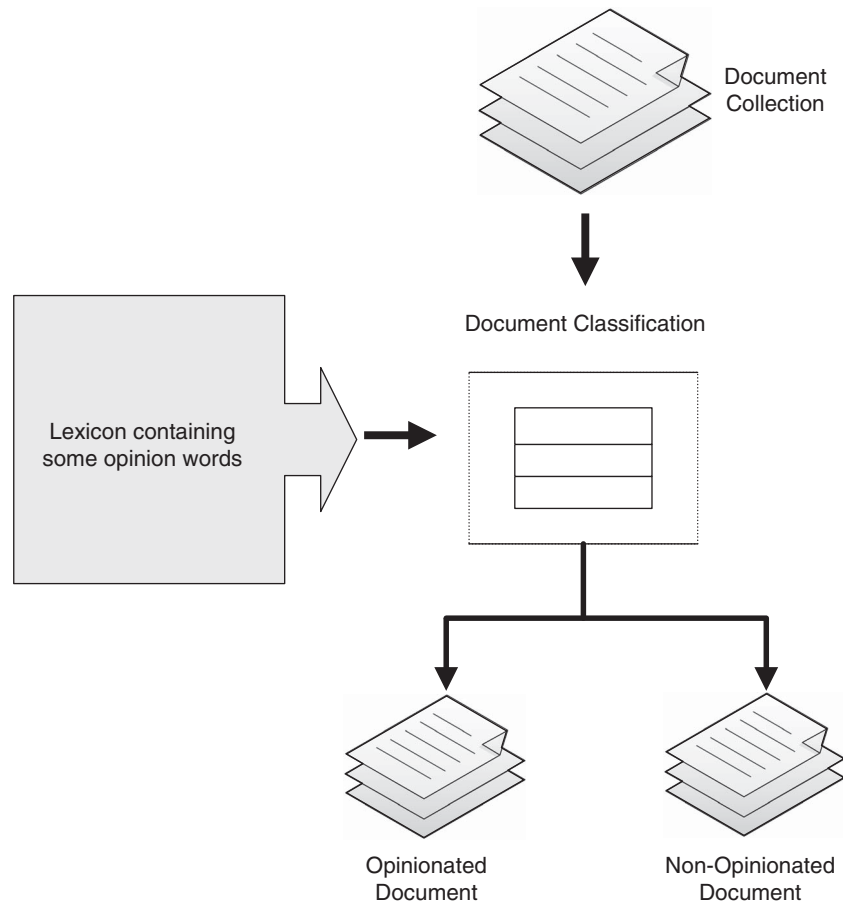 Document
Collection
Document Classification
Lexicon containing
some opinion words
Opinionated
Document
Non-Opinionated
Document